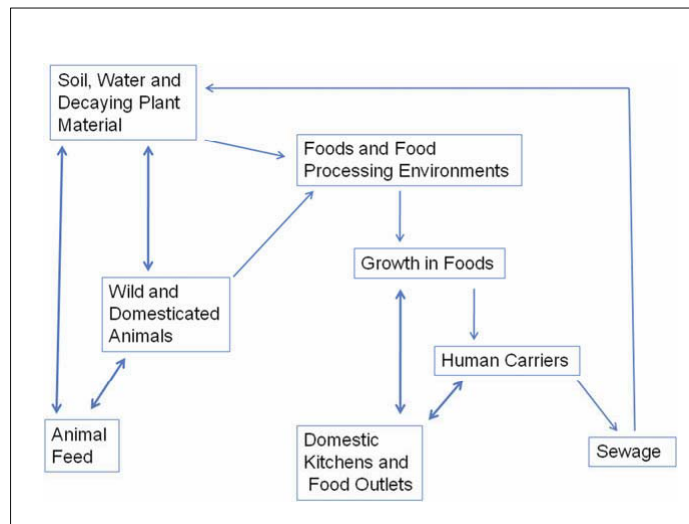 Soil, Water and
Decaying Plant
Material
Foods and Food
Processing Environments
Growth in Foods
Wild and
Domesticated
Animals
Human Carriers
Animal
Feed
Domestic
Kitchens and
Food Outlets
Sewage